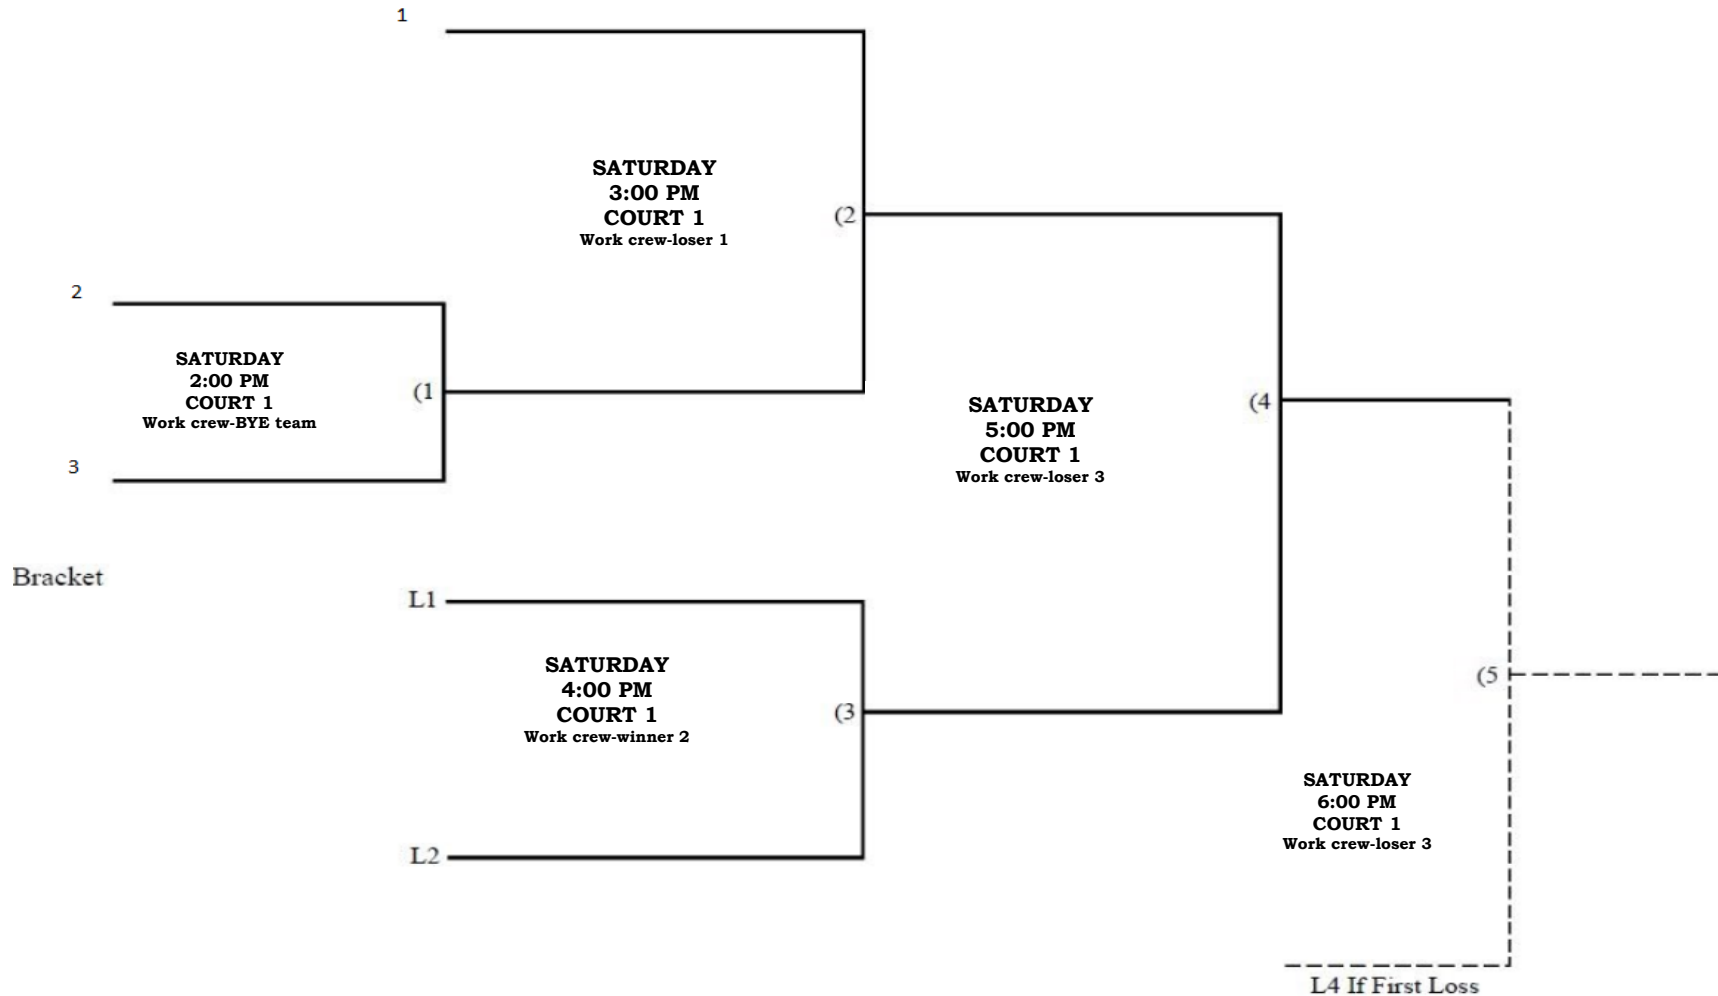 1
SATURDAY
3:00 PM
COURT 1
Work crew-loser 1
(2
2
SATURDAY
2:00 PM
COURT 1
Work crew-BYE team
(1
3
SATURDAY
5:00 PM
COURT 1
Work crew-loser 3
(4
Bracket
L1
SATURDAY
4:00 PM
COURT 1
Work crew-winner 2
(3
L2
(5
SATURDAY
6:00 PM
COURT 1
Work crew-loser 3
L4 If First Loss